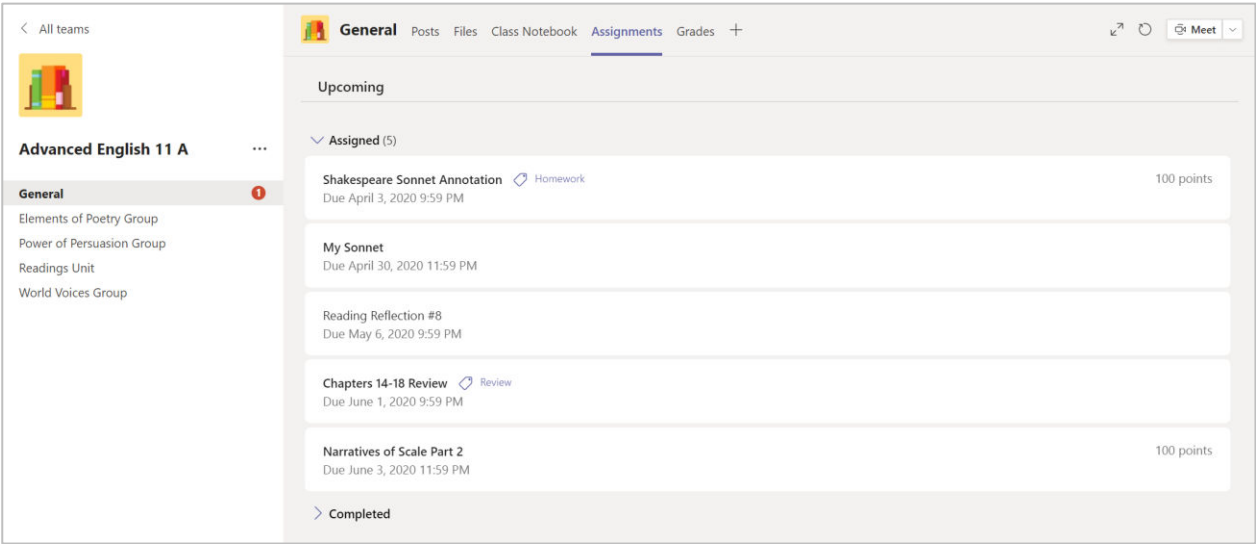 All teams
Advanced English 11 A
...
General 1
Elements of Poetry Group
Power of Persuasion Group
Readings Unit
World Voices Group
General Posts Files Class Notebook Assignments Grades +
Meet
Upcoming
Assigned (5)
Shakespeare Sonnet Annotation Homework 100 points
Due April 3, 2020 9:59 PM
My Sonnet
Due April 30, 2020 11:59 PM
Reading Reflection #8
Due May 6, 2020 9:59 PM
Chapters 14-18 Review Review
Due June 1, 2020 9:59 PM
Narratives of Scale Part 2 100 points
Due June 3, 2020 11:59 PM
Completed